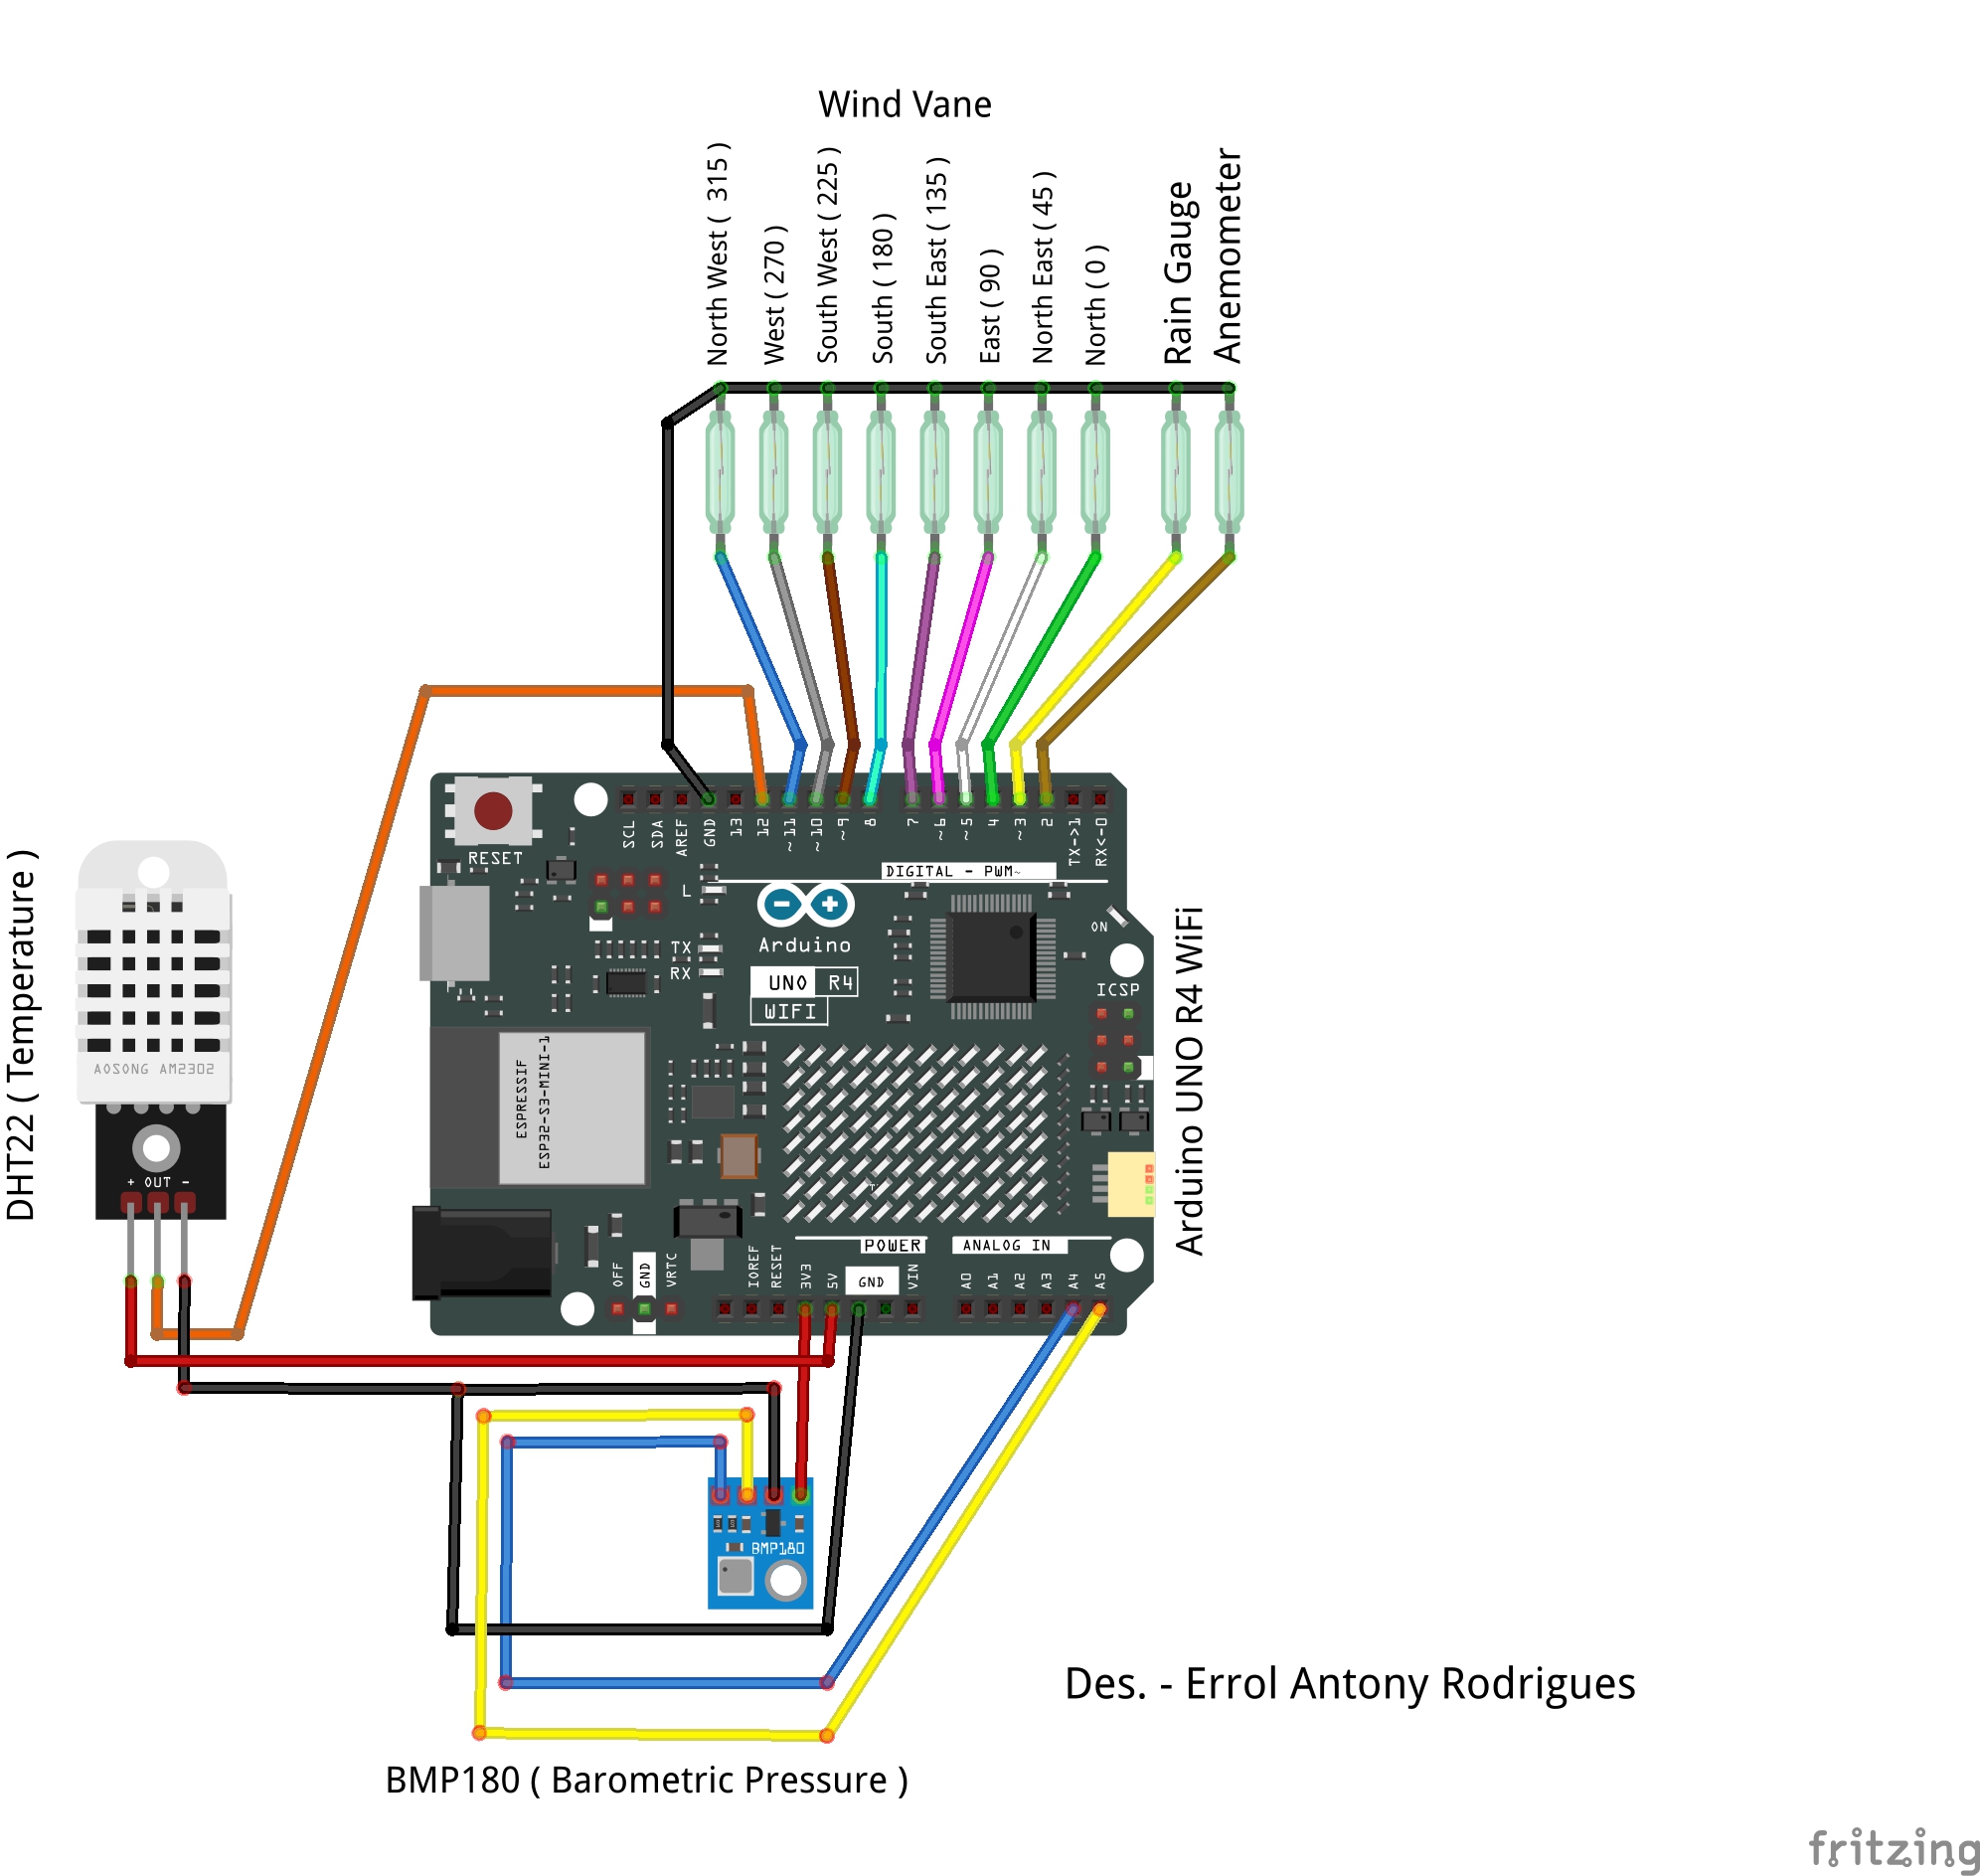 Wind Vane
North West ( 315 )
West ( 270 )
South West ( 225 )
South ( 180 )
South East ( 135 )
East ( 90 )
North East ( 45 )
North ( 0 )
Rain Gauge
Anemometer
SCL
SDA
AREF
GND
13
12
~11
~10
~9
8
7
~6
~5
4
~3
2
TX->1
RX<-0
RESET
DIGITAL - PWM~
L
TX
RX
Arduino
UNO R4
WIFI
ON
ICSP
ESPRESSIF
ESP32-S3-MINI-1
DHT22 ( Temperature )
AOSONG AM2302
+ OUT -
Arduino UNO R4 WiFi
POWER
ANALOG IN
OFF
GND
VRTC
IOREF
RESET
3V3
5V
GND
VIN
A0
A1
A2
A3
A4
A5
BMP180
Des. - Errol Antony Rodrigues
BMP180 ( Barometric Pressure )
fritzing